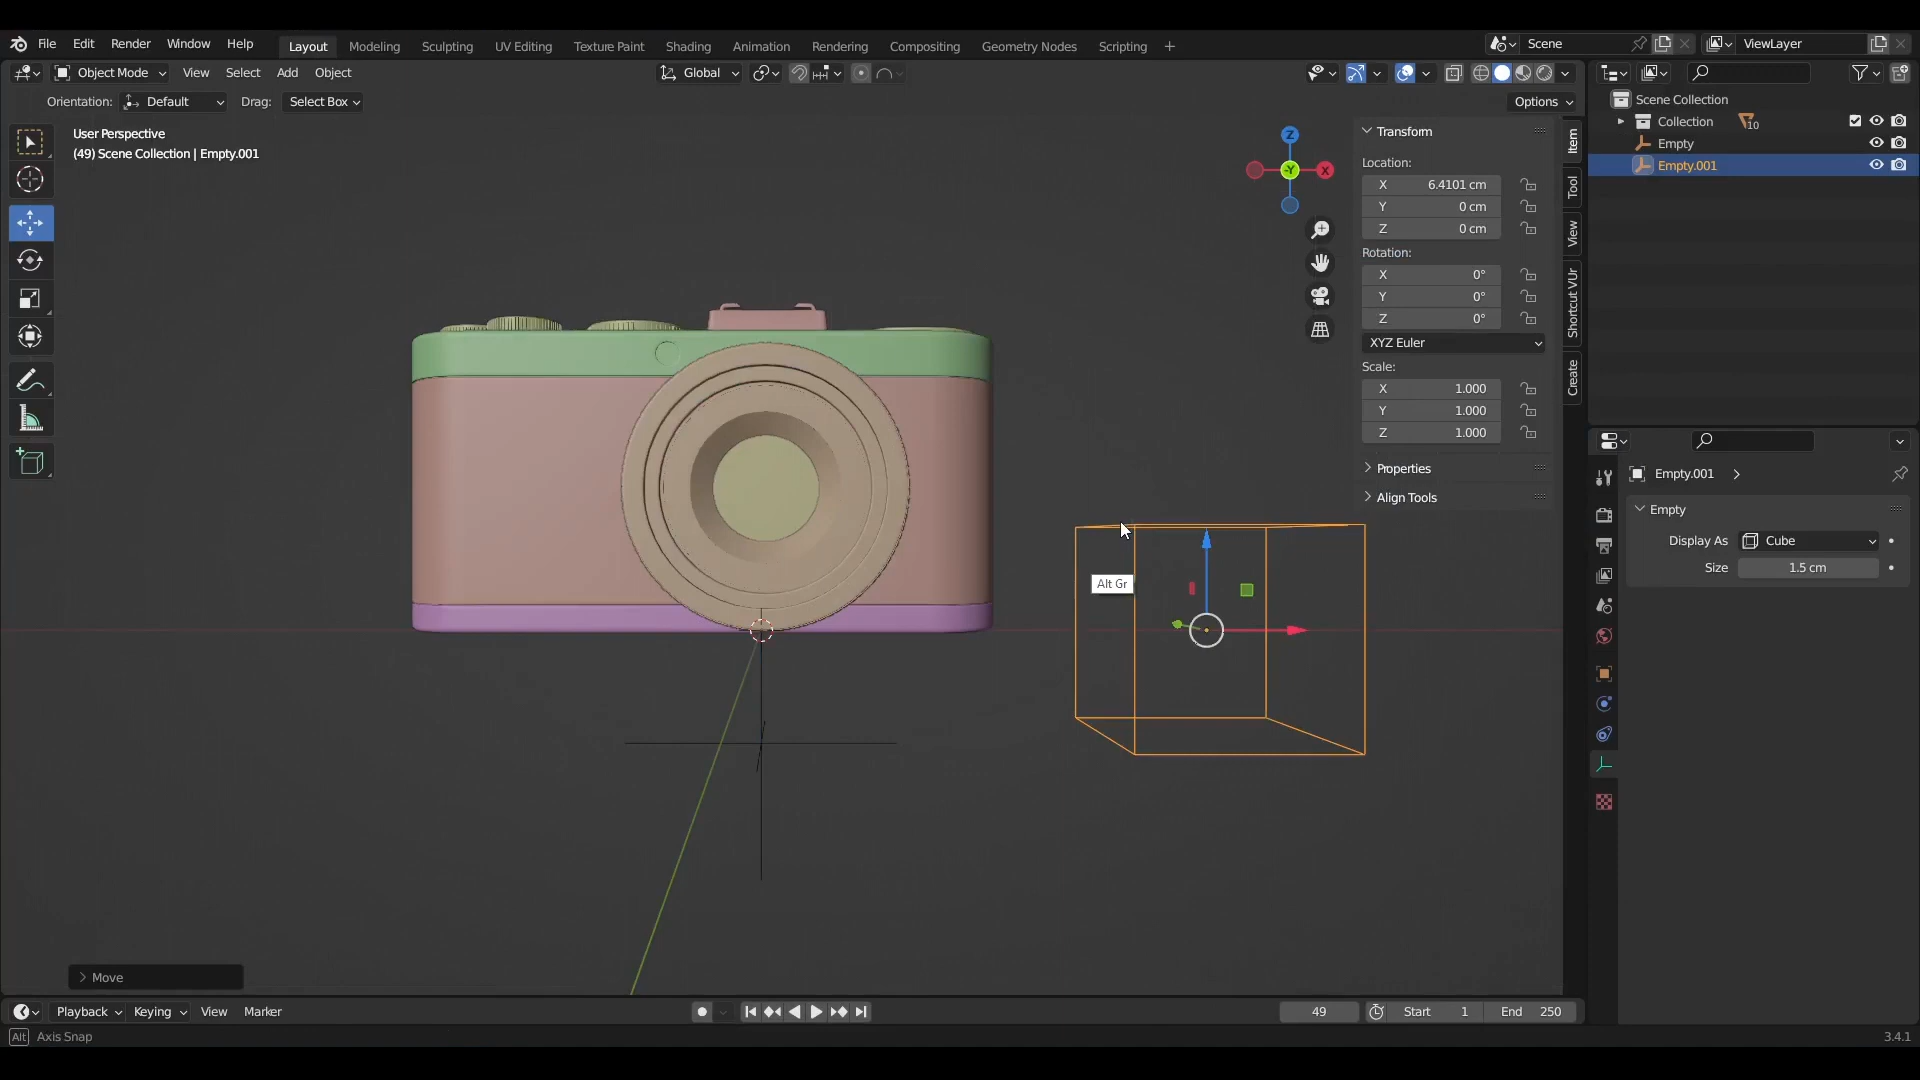 File Edit Render Window Help Layout Modeling Sculpting UV Editing Texture Paint Shading Animation Rendering Compositing Geometry Nodes Scripting + Scene ViewLayer
Object Mode View Select Add Object Global
Orientation: Default Drag: Select Box Options
User Perspective
(49) Scene Collection | Empty.001
Z
Y
X
Transform
Location:
X 6.4101 cm
Y 0 cm
Z 0 cm
Rotation:
X 0°
Y 0°
Z 0°
XYZ Euler
Scale:
X 1.000
Y 1.000
Z 1.000
Properties
Align Tools
Item
Tool
View
Shortcut VUr
Create
Scene Collection
Collection 10
Empty
Empty.001
Empty.001
Empty
Display As Cube
Size 1.5 cm
Alt Gr
Move
Playback Keying View Marker 49 Start 1 End 250
Alt Axis Snap 3.4.1